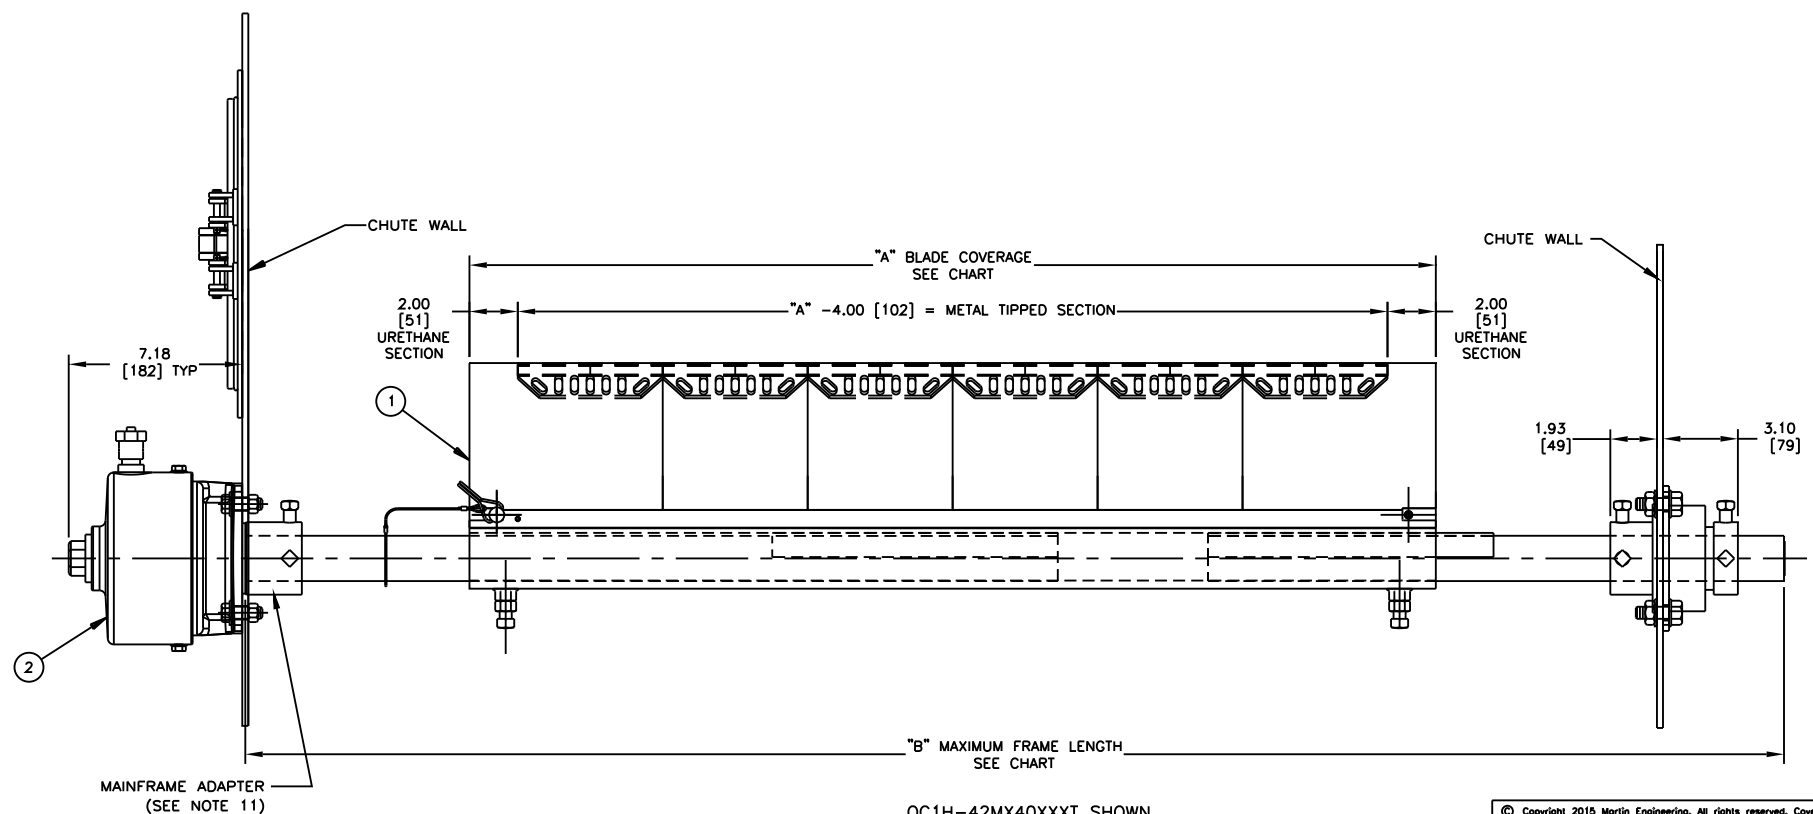 CHUTE WALL
"A" BLADE COVERAGE
SEE CHART
CHUTE WALL
2.00
[51]
URETHANE
SECTION
"A" -4.00 [102] = METAL TIPPED SECTION
2.00
[51]
URETHANE
SECTION
7.18
[182] TYP
1
1.93
[49]
3.10
[79]
2
"B" MAXIMUM FRAME LENGTH
SEE CHART
MAINFRAME ADAPTER
(SEE NOTE 11)
QC1H-42MX40XXXT SHOWN
© Copyright 2015 Martin Engineering. All rights reserved. Cove